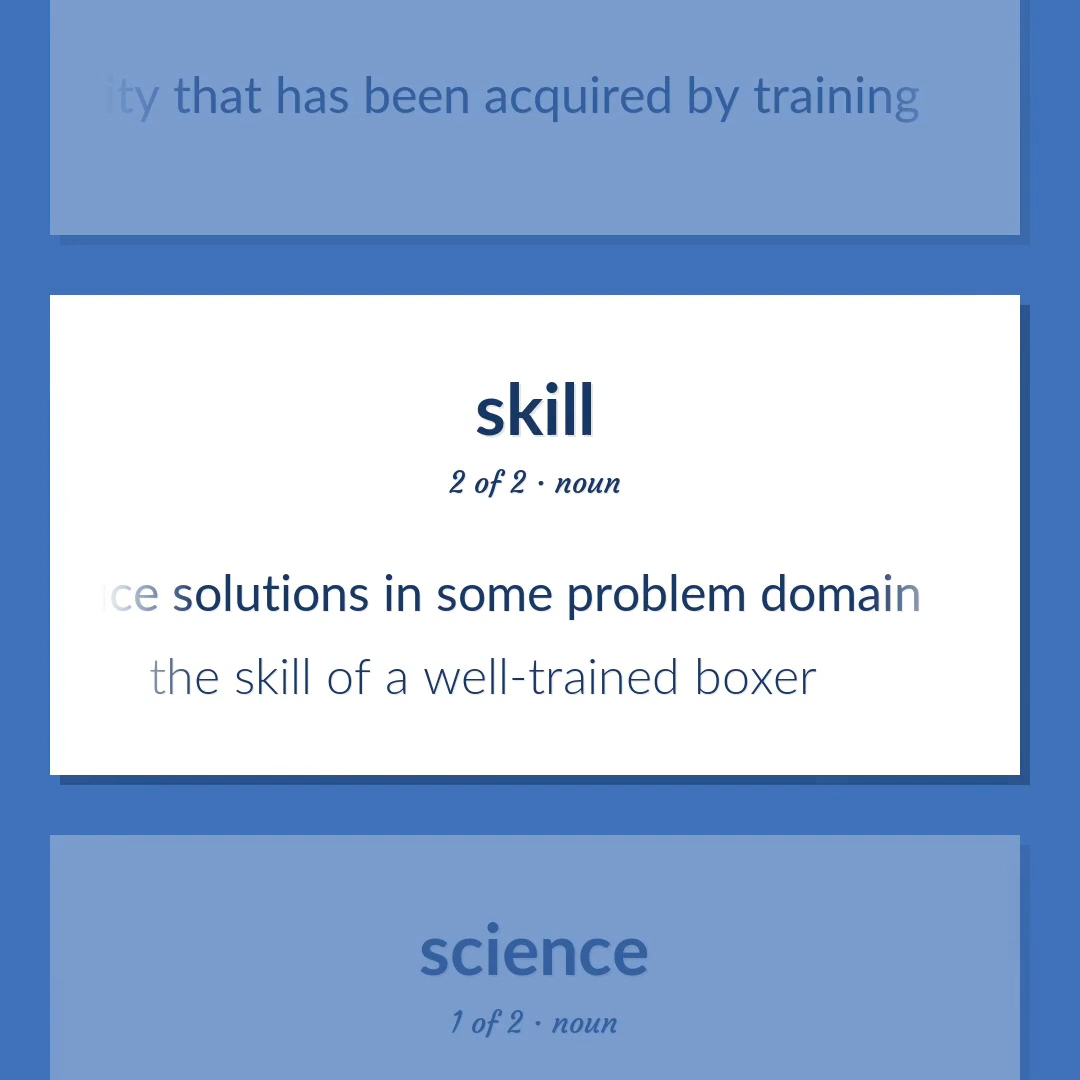 ity that has been acquired by training
skill
2 of 2 · noun
ce solutions in some problem domain
the skill of a well-trained boxer
science
1 of 2 · noun